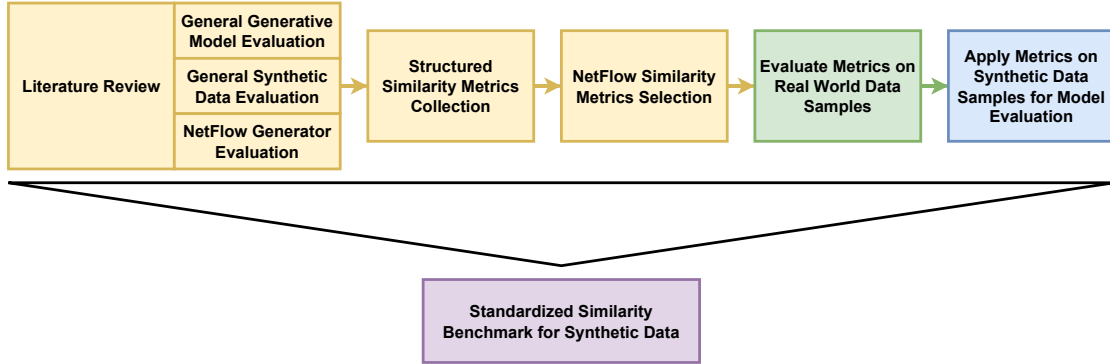 Literature Review
General Generative
Model Evaluation
General Synthetic
Data Evaluation
NetFlow Generator
Evaluation
Structured
Similarity Metrics
Collection
NetFlow Similarity
Metrics Selection
Evaluate Metrics on
Real World Data
Samples
Apply Metrics on
Synthetic Data
Samples for Model
Evaluation
Standardized Similarity
Benchmark for Synthetic Data